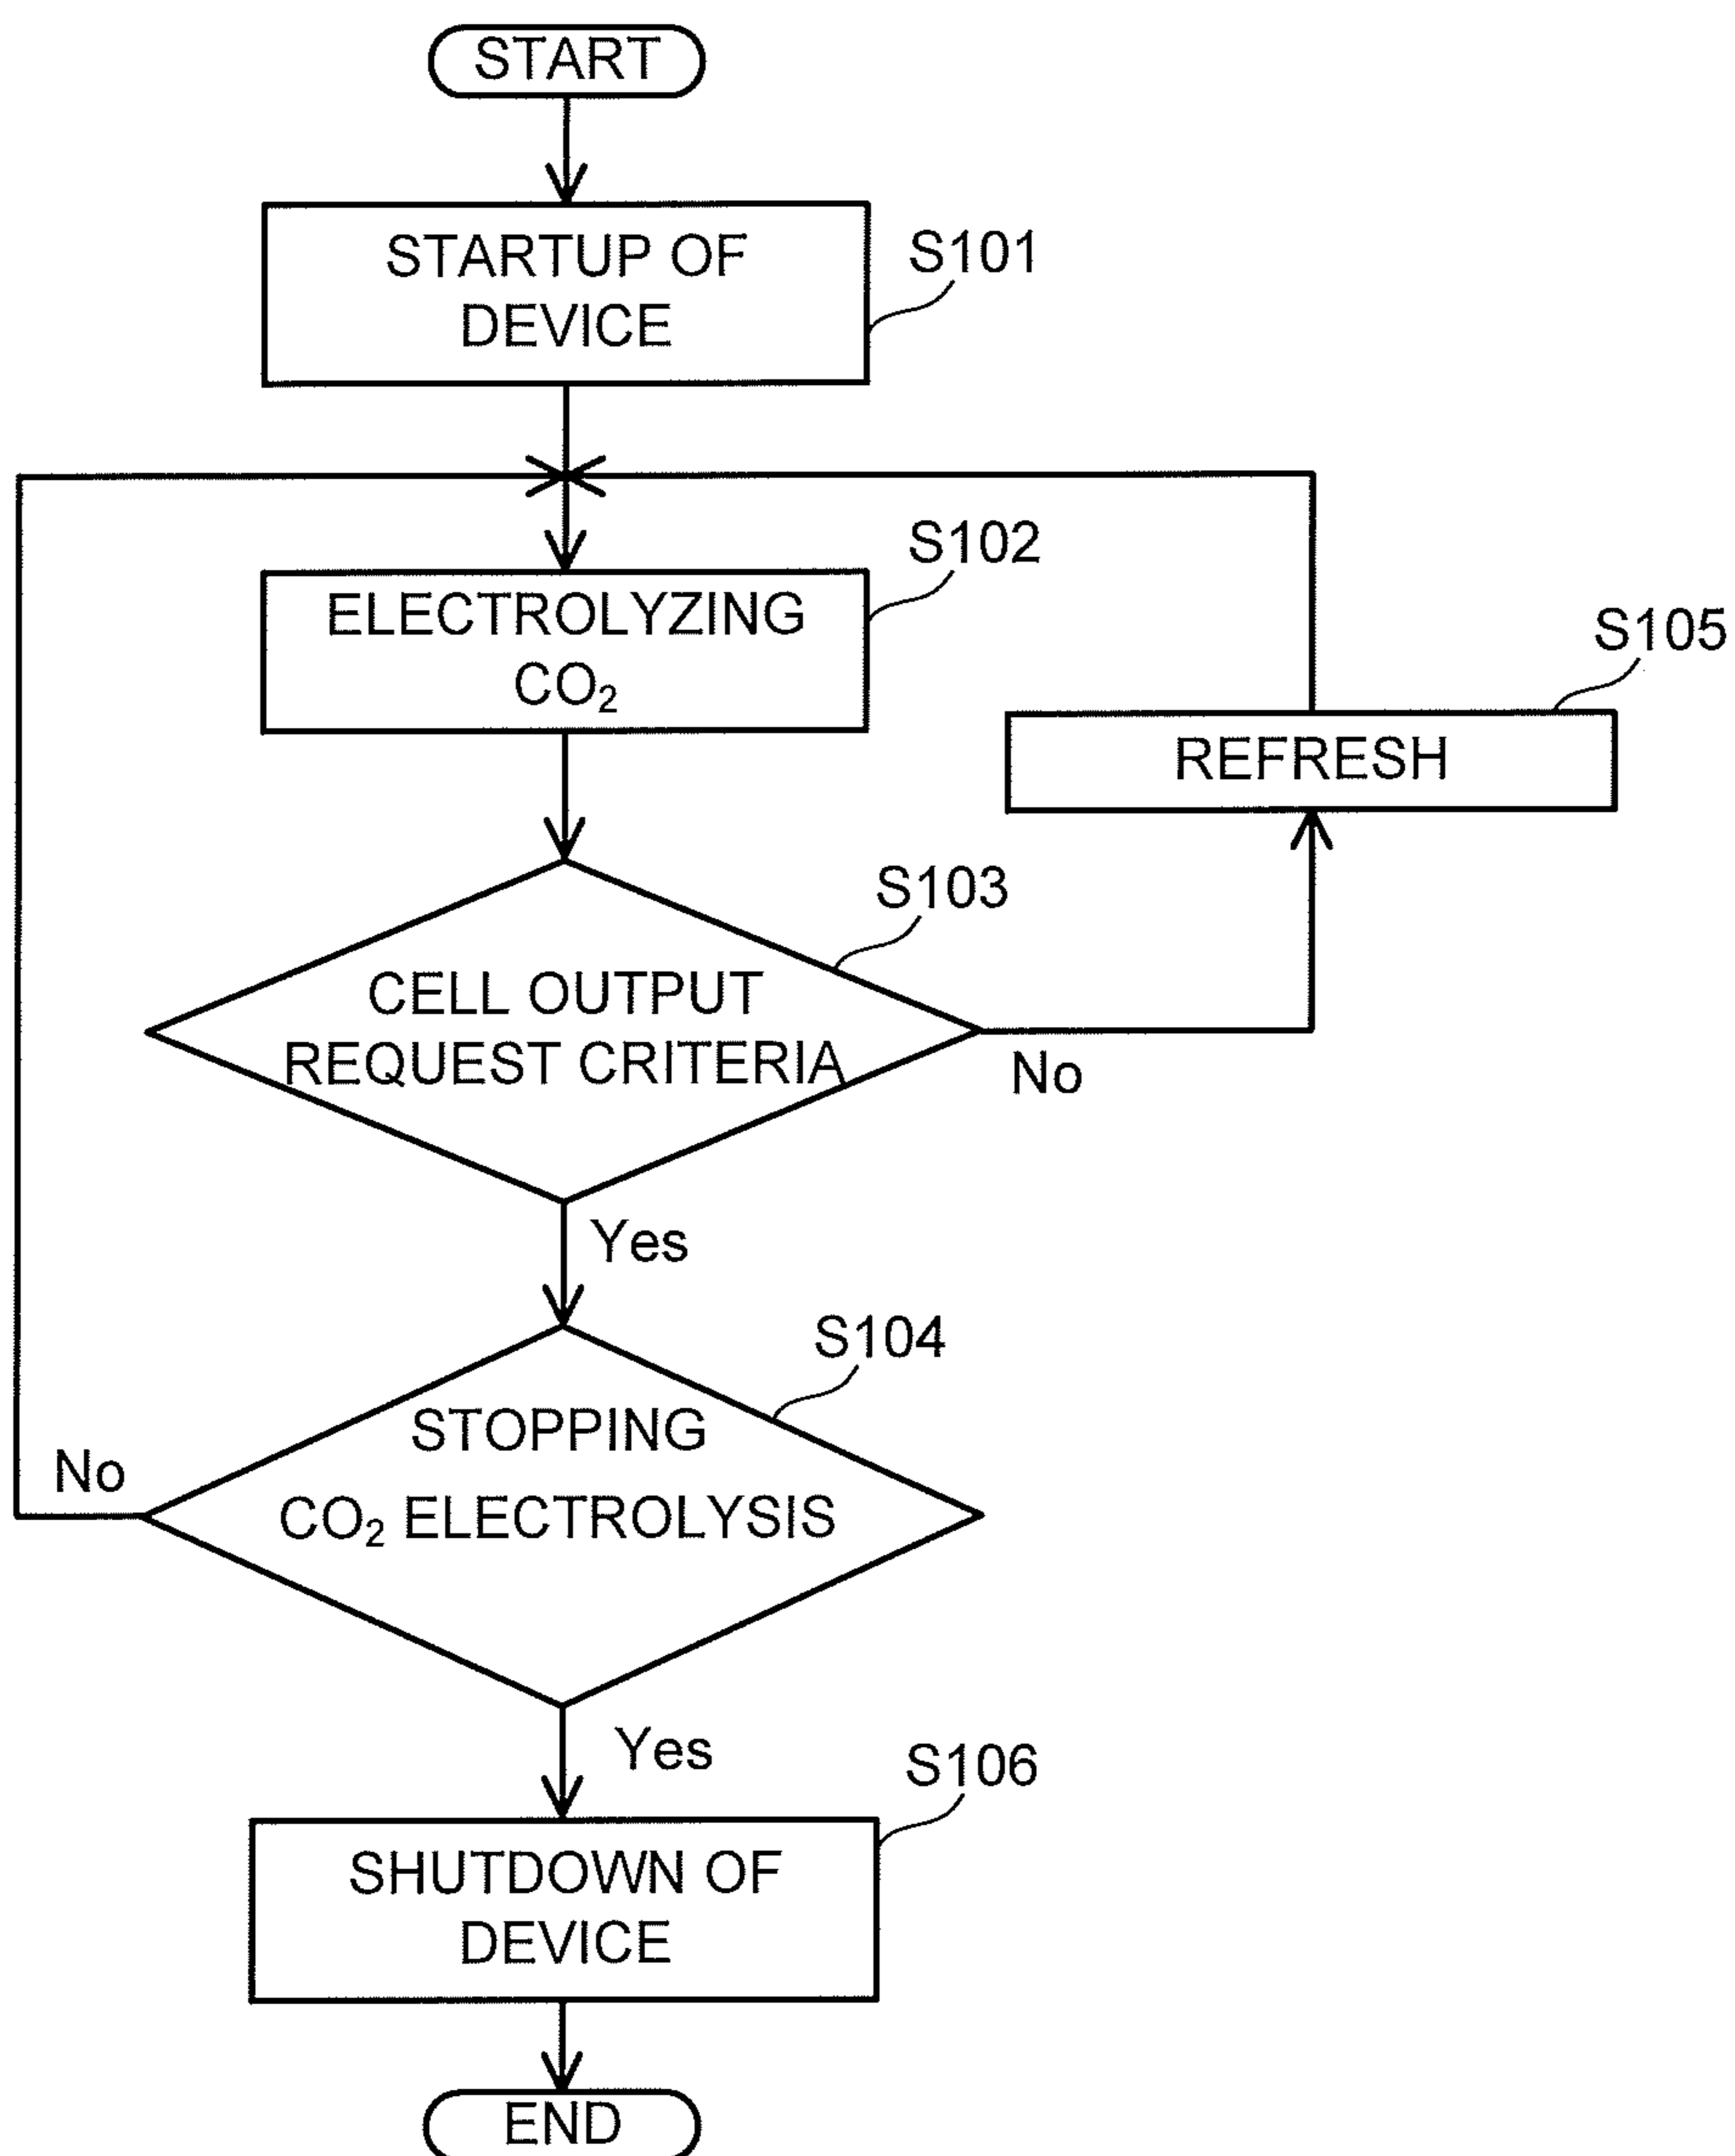 START
STARTUP OF
DEVICE
S101
ELECTROLYZING
CO₂
S102
S105
REFRESH
S103
CELL OUTPUT
REQUEST CRITERIA
No
Yes
S104
STOPPING
CO₂ ELECTROLYSIS
No
Yes
S106
SHUTDOWN OF
DEVICE
END